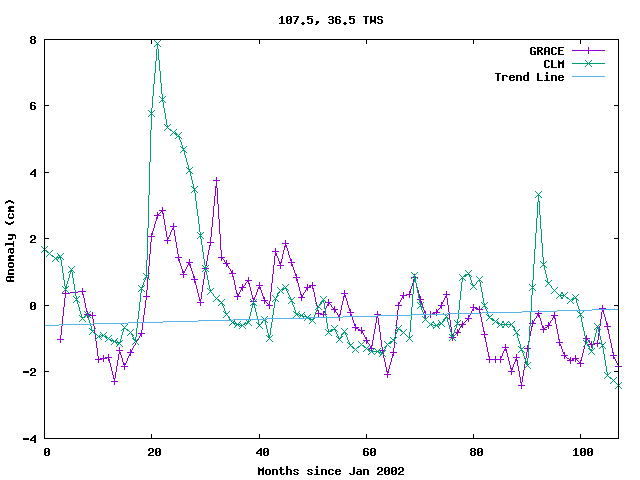 107.5, 36.5 TWS
GRACE
CLM
Trend Line
Anomaly (cm)
8
6
4
2
0
-2
-4
0 20 40 60 80 100
Months since Jan 2002